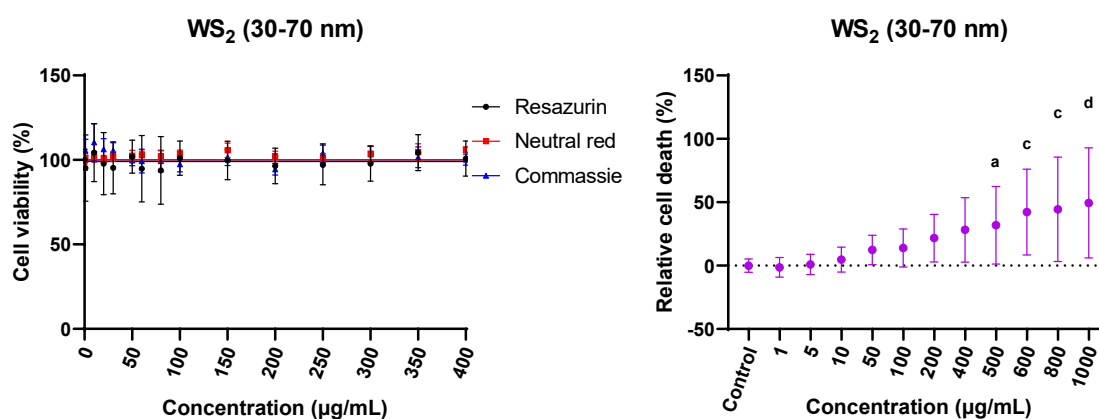 WS2 (30-70 nm)
Cell viability (%)
150
100
50
0
0
50
100
150
200
250
300
350
400
Concentration (µg/mL)
Resazurin
Neutral red
Commassie
WS2 (30-70 nm)
Relative cell death (%)
150
100
50
0
-50
a
c
c
d
Control
1
5
10
50
100
200
400
500
600
800
1000
Concentration (µg/mL)